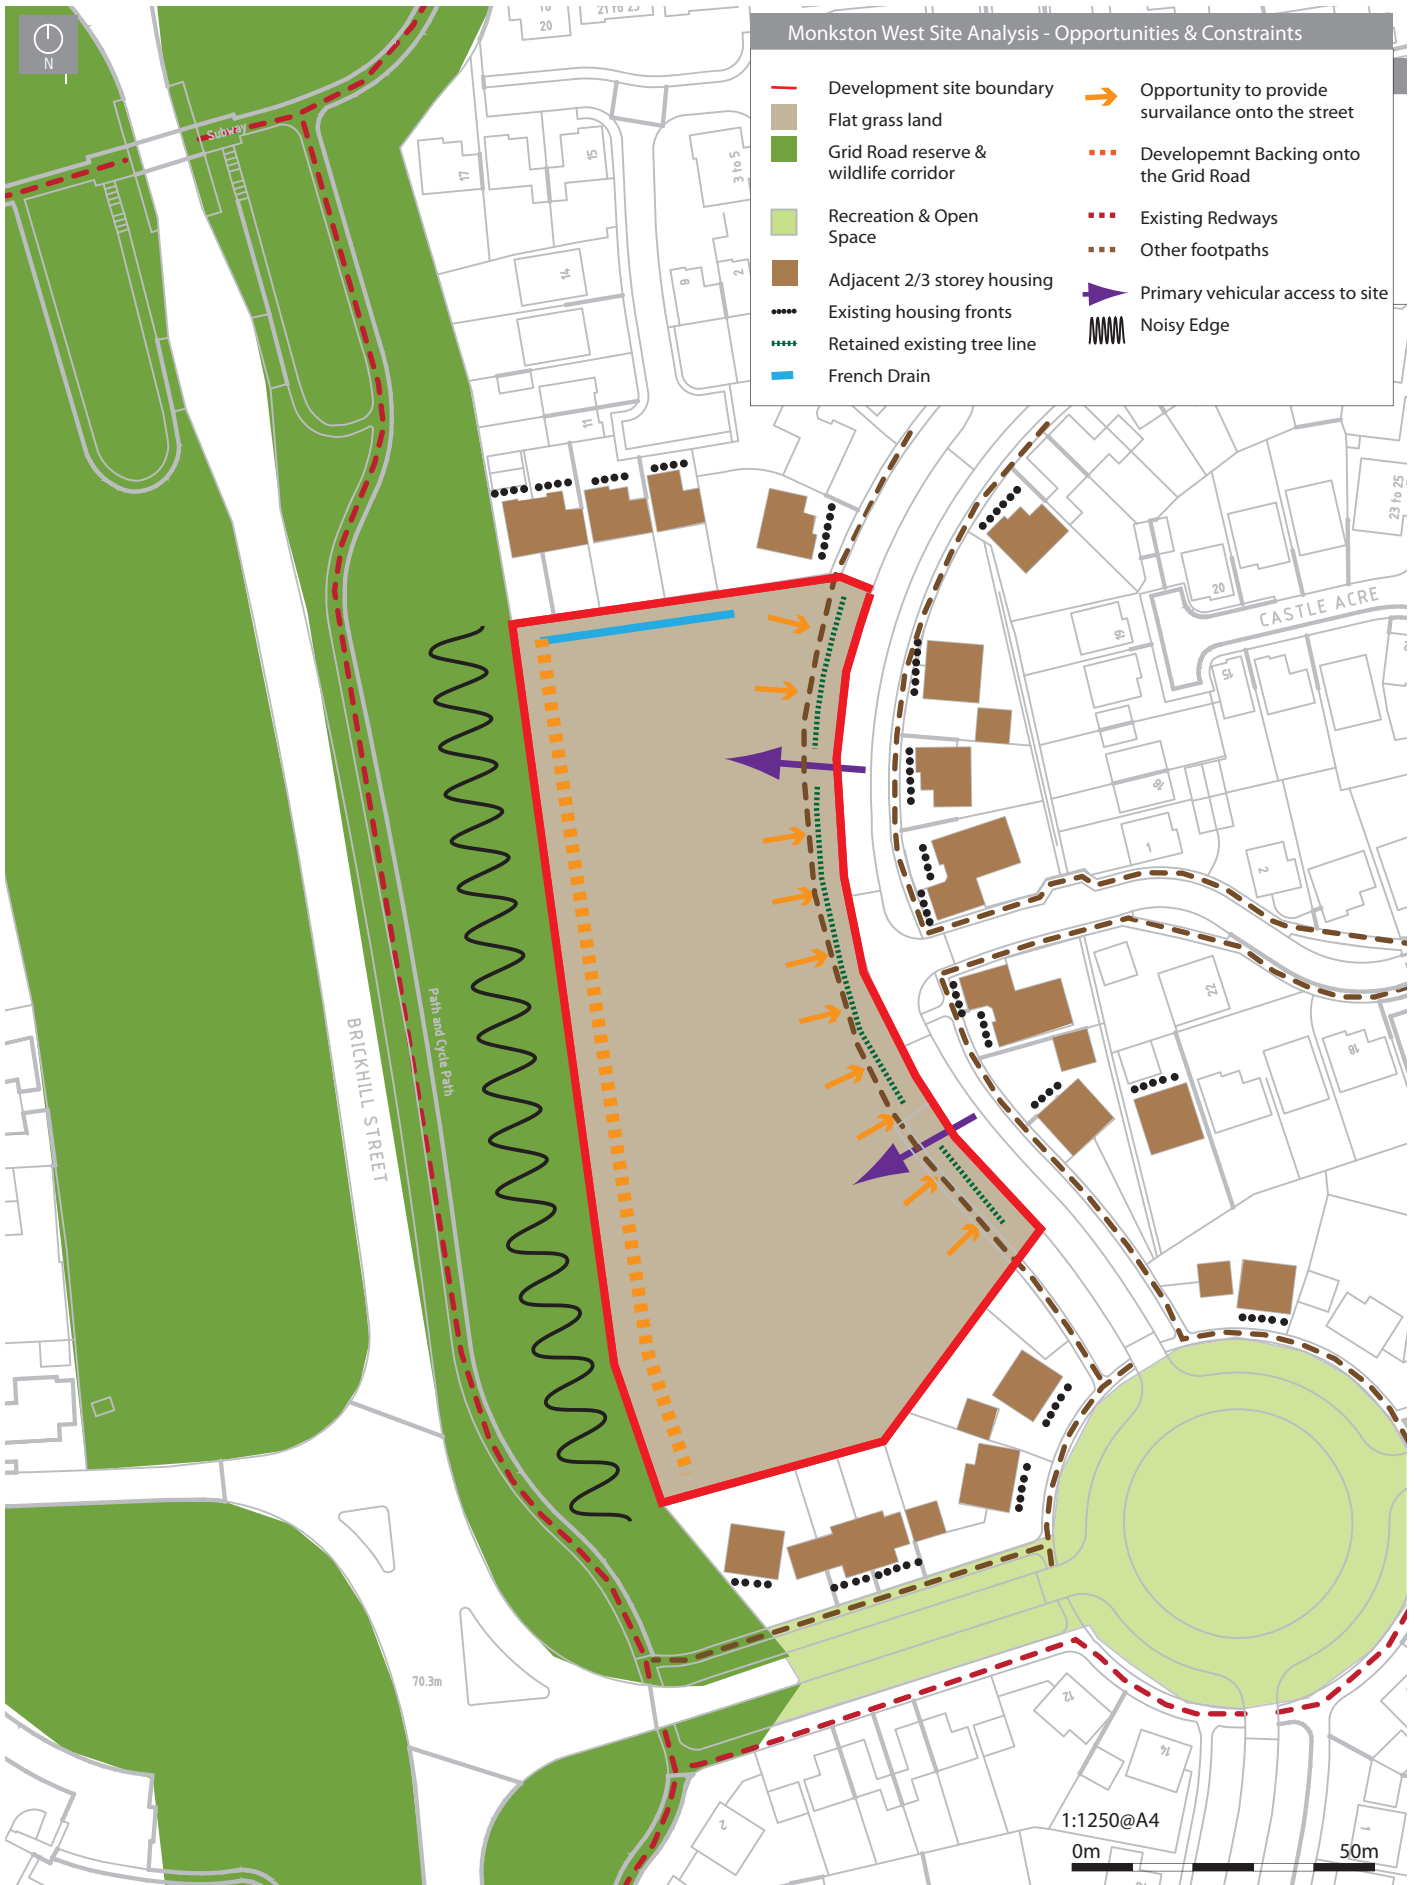 N
Monkston West Site Analysis - Opportunities & Constraints
Development site boundary
Flat grass land
Grid Road reserve &
wildlife corridor
Recreation & Open
Space
Adjacent 2/3 storey housing
Existing housing fronts
Retained existing tree line
French Drain
Opportunity to provide
survailance onto the street
Developemnt Backing onto
the Grid Road
Existing Redways
Other footpaths
Primary vehicular access to site
Noisy Edge
20
Subway
17
15
3 to 5
14
9
2
11
23 to 25
20
CASTLE ACRE
19
15
16
1
2
22
18
Path and Cycle Path
BRICKHILL STREET
70.3m
12
14
2
1
1:1250@A4
0m
50m